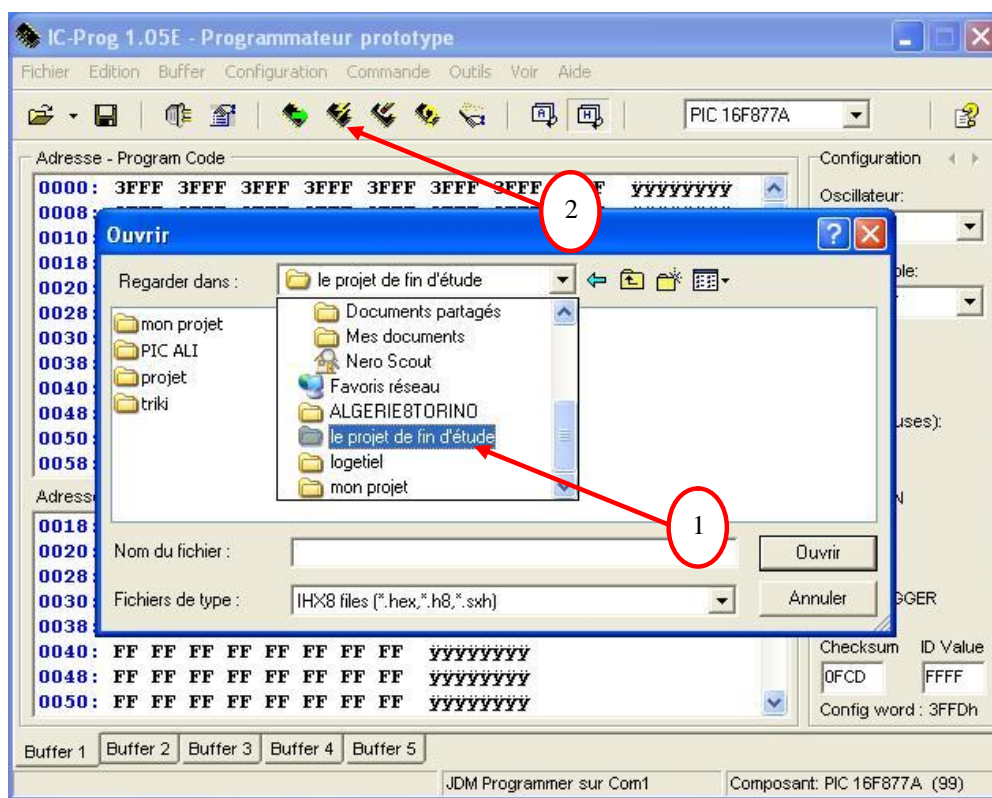 IC-Prog 1.05E - Programmateur prototype
Fichier Edition Buffer Configuration Commande Outils Voir Aide
PIC 16F877A
Adresse - Program Code
0000: 3FFF 3FFF 3FFF 3FFF 3FFF 3FFF 3FFF ÿÿÿÿÿÿÿÿ
0008:
0010:
0018:
0020:
0028:
0030:
0038:
0040:
0048:
0050:
0058:
Configuration
Oscillateur:
2
Ouvrir
Regarder dans :
le projet de fin d'étude
mon projet
PIC ALI
projet
triki
Documents partagés
Mes documents
Nero Scout
Favoris réseau
ALGERIE8TORINO
le projet de fin d'étude
logetiel
mon projet
1
Nom du fichier :
Ouvrir
Fichiers de type :
IHX8 files (*.hex,*.h8,*.sxh)
Annuler
ple:
uses):
N
GGER
Adress
0018:
0020:
0028:
0030:
0038:
0040: FF FF FF FF FF FF FF FF ÿÿÿÿÿÿÿÿ
0048: FF FF FF FF FF FF FF FF ÿÿÿÿÿÿÿÿ
0050: FF FF FF FF FF FF FF FF ÿÿÿÿÿÿÿÿ
Checksum ID Value
0FCD FFFF
Config word : 3FFDh
Buffer 1 Buffer 2 Buffer 3 Buffer 4 Buffer 5
JDM Programmer sur Com1
Composant: PIC 16F877A (99)